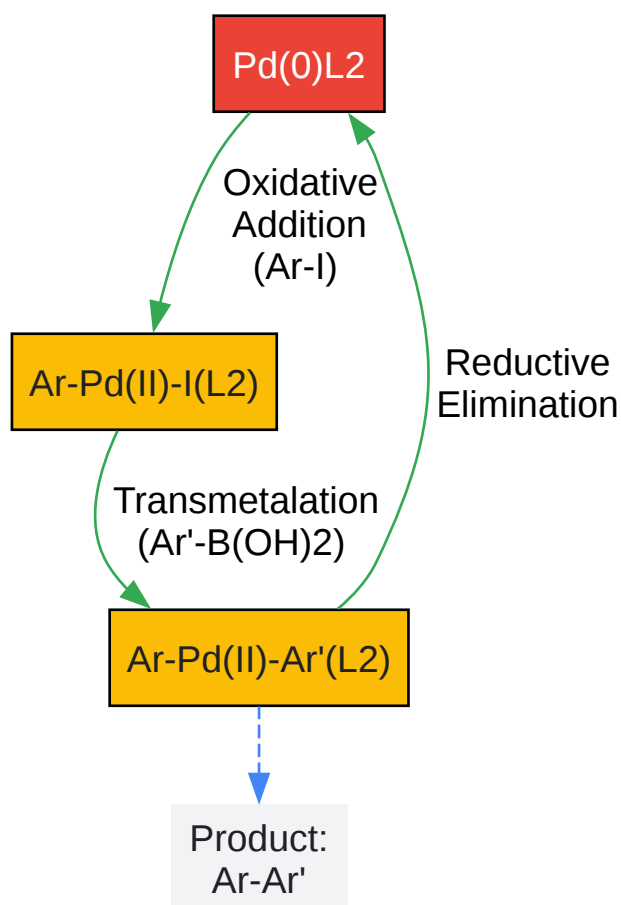 Pd(0)L2
Oxidative
Addition
(Ar-I)
Ar-Pd(II)-I(L2)
Reductive
Elimination
Transmetalation
(Ar'-B(OH)2)
Ar-Pd(II)-Ar'(L2)
Product:
Ar-Ar'